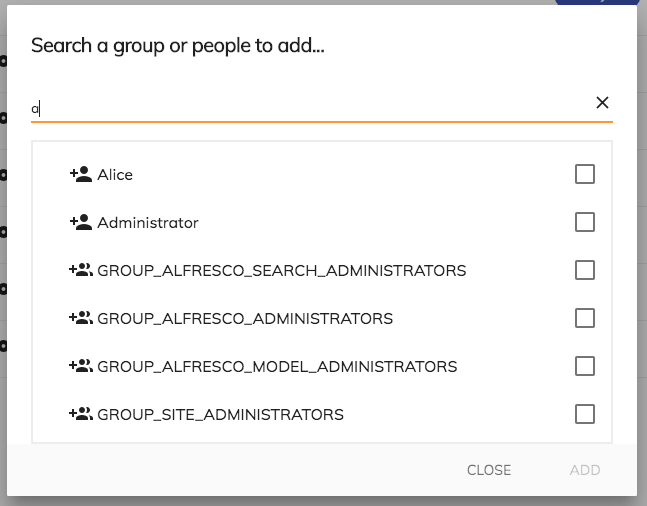 Search a group or people to add...
a
Alice
Administrator
GROUP_ALFRESCO_SEARCH_ADMINISTRATORS
GROUP_ALFRESCO_ADMINISTRATORS
GROUP_ALFRESCO_MODEL_ADMINISTRATORS
GROUP_SITE_ADMINISTRATORS
CLOSE ADD